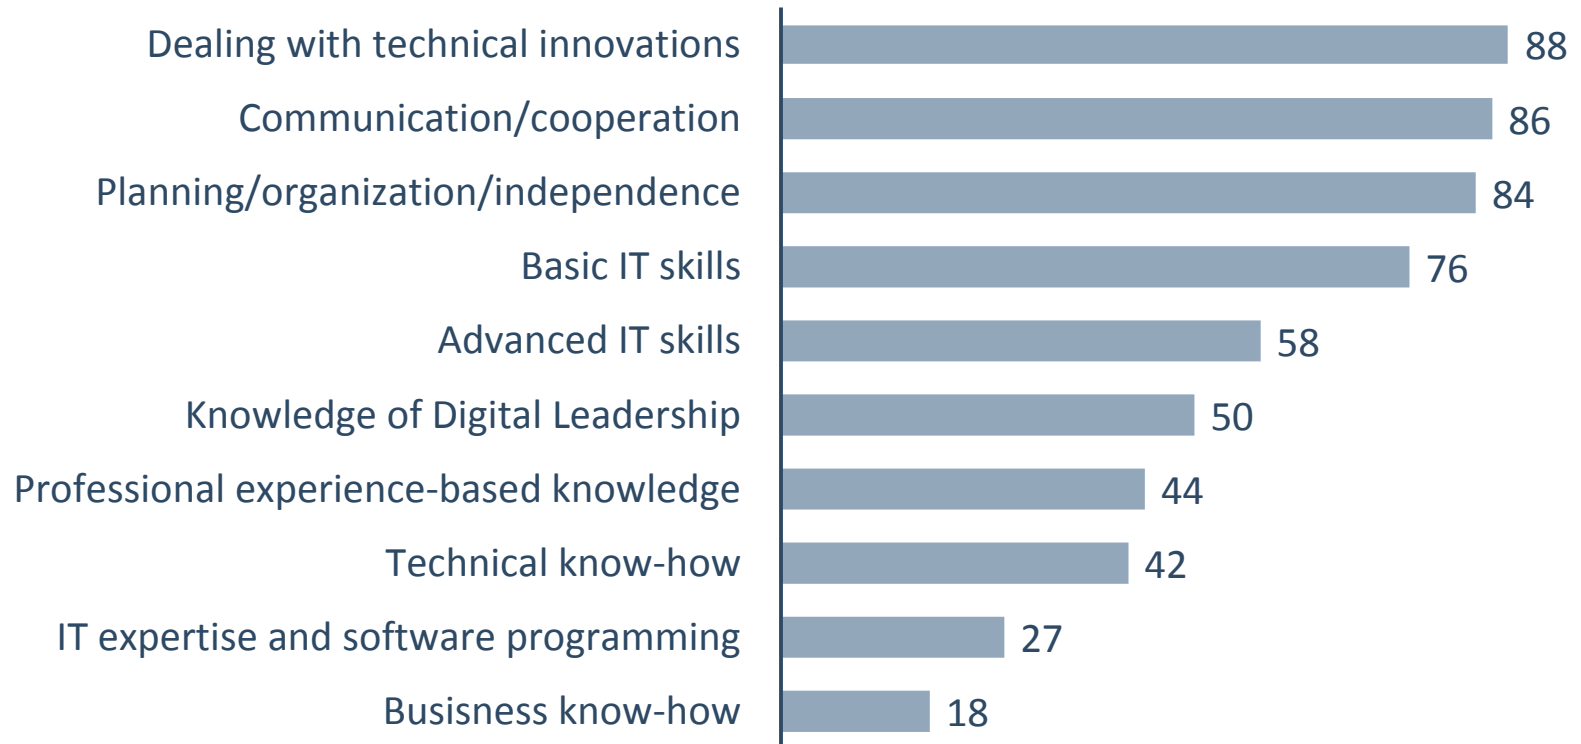 Dealing with technical innovations 88
Communication/cooperation 86
Planning/organization/independence 84
Basic IT skills 76
Advanced IT skills 58
Knowledge of Digital Leadership 50
Professional experience-based knowledge 44
Technical know-how 42
IT expertise and software programming 27
Busisness know-how 18